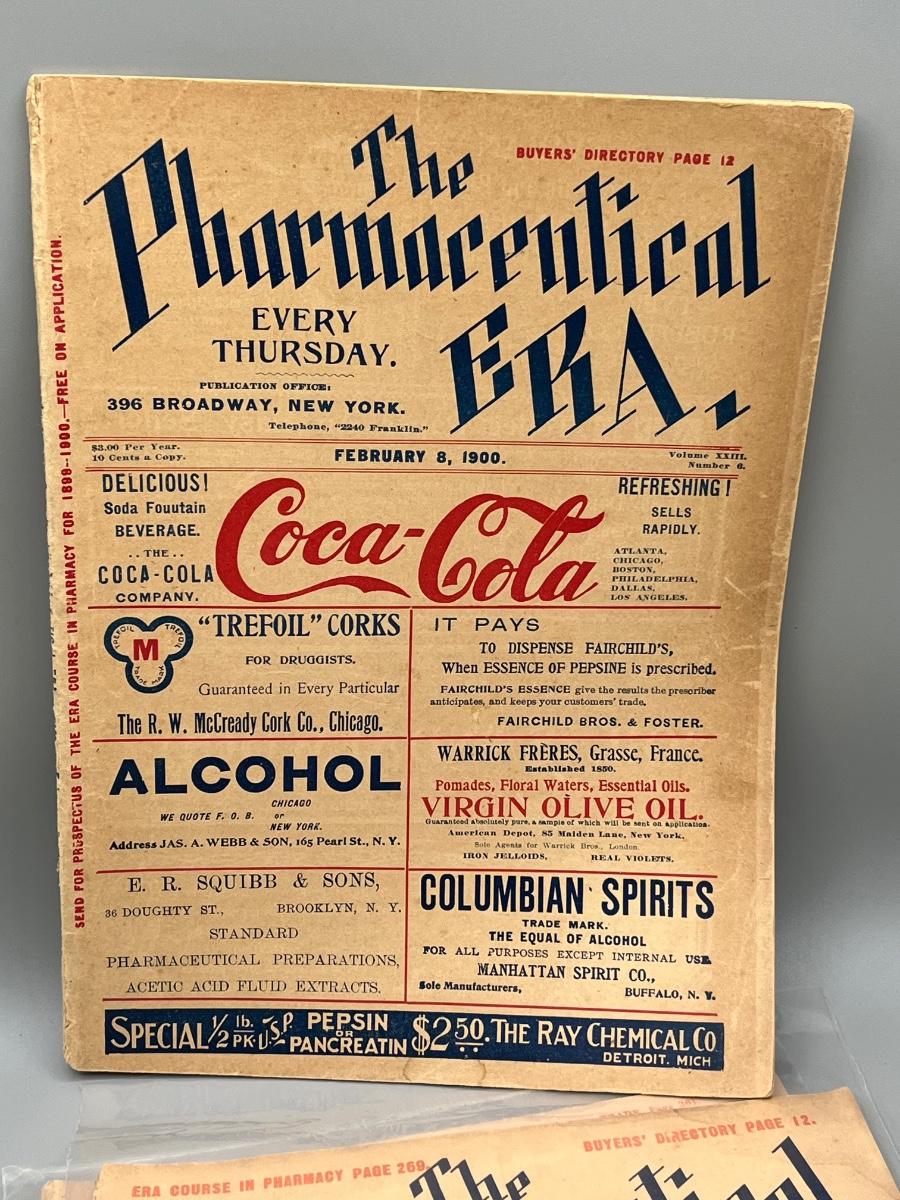 BUYERS' DIRECTORY PAGE 12
The
Pharmaceutical
ERA.
EVERY
THURSDAY.
PUBLICATION OFFICE:
396 BROADWAY, NEW YORK.
Telephone, "2240 Franklin."
$3.00 Per Year.
10 Cents a Copy.
FEBRUARY 8, 1900.
Volume XXIII.
Number 6.
SEND FOR PROSPECTUS OF THE ERA COURSE IN PHARMACY FOR 1899--1900.—FREE ON APPLICATION.
DELICIOUS!
Soda Fouutain
BEVERAGE.
..THE..
COCA-COLA
COMPANY.
Coca-Cola
REFRESHING!
SELLS
RAPIDLY.
ATLANTA,
CHICAGO,
BOSTON,
PHILADELPHIA,
DALLAS,
LOS ANGELES.
TREFOIL TREFOIL
M
TRADE MARK
"TREFOIL" CORKS
FOR DRUGGISTS.
Guaranteed in Every Particular
The R. W. McCready Cork Co., Chicago.
IT PAYS
TO DISPENSE FAIRCHILD'S,
When ESSENCE OF PEPSINE is prescribed.
FAIRCHILD'S ESSENCE give the results the prescriber
anticipates, and keeps your customers' trade.
FAIRCHILD BROS. & FOSTER.
ALCOHOL
WE QUOTE F. O. B.
CHICAGO
or
NEW YORK.
Address JAS. A. WEBB & SON, 165 Pearl St., N. Y.
WARRICK FRÈRES, Grasse, France.
Established 1850.
Pomades, Floral Waters, Essential Oils.
VIRGIN OLIVE OIL.
Guaranteed absolutely pure, a sample of which will be sent on application.
American Depot, 85 Maiden Lane, New York.
Sole Agents for Warrick Bros., London.
IRON JELLOIDS, REAL VIOLETS.
E. R. SQUIBB & SONS,
36 DOUGHTY ST., BROOKLYN, N. Y.
STANDARD
PHARMACEUTICAL PREPARATIONS,
ACETIC ACID FLUID EXTRACTS.
COLUMBIAN SPIRITS
TRADE MARK.
THE EQUAL OF ALCOHOL
FOR ALL PURPOSES EXCEPT INTERNAL USE.
MANHATTAN SPIRIT CO.,
Sole Manufacturers, BUFFALO, N. Y.
SPECIAL 1/2 lb. PK. U.S.P. PEPSIN OR PANCREATIN $2.50. THE RAY CHEMICAL CO
DETROIT. MICH
ERA COURSE IN PHARMACY PAGE 269.
BUYERS' DIRECTORY PAGE 12.
The